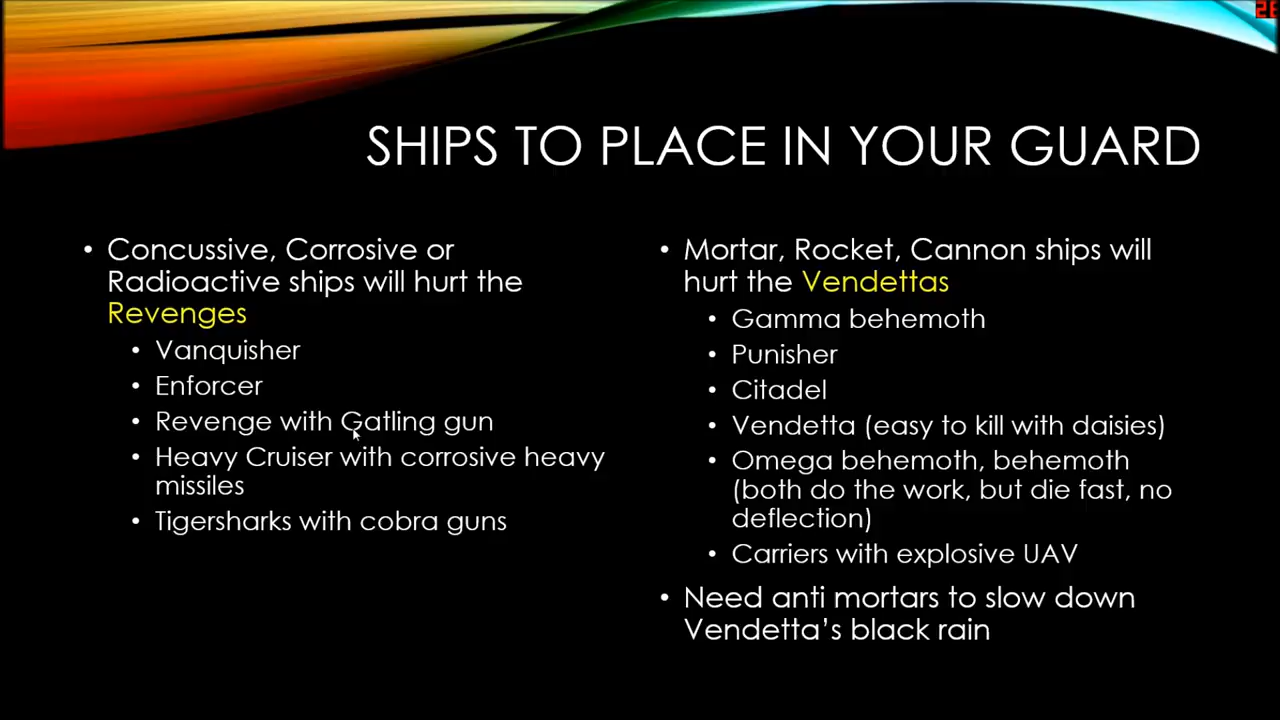 SHIPS TO PLACE IN YOUR GUARD
• Concussive, Corrosive or
Radioactive ships will hurt the
Revenges
• Vanquisher
• Enforcer
• Revenge with Gatling gun
• Heavy Cruiser with corrosive heavy
missiles
• Tigersharks with cobra guns
• Mortar, Rocket, Cannon ships will
hurt the Vendettas
• Gamma behemoth
• Punisher
• Citadel
• Vendetta (easy to kill with daisies)
• Omega behemoth, behemoth
(both do the work, but die fast, no
deflection)
• Carriers with explosive UAV
• Need anti mortars to slow down
Vendetta's black rain